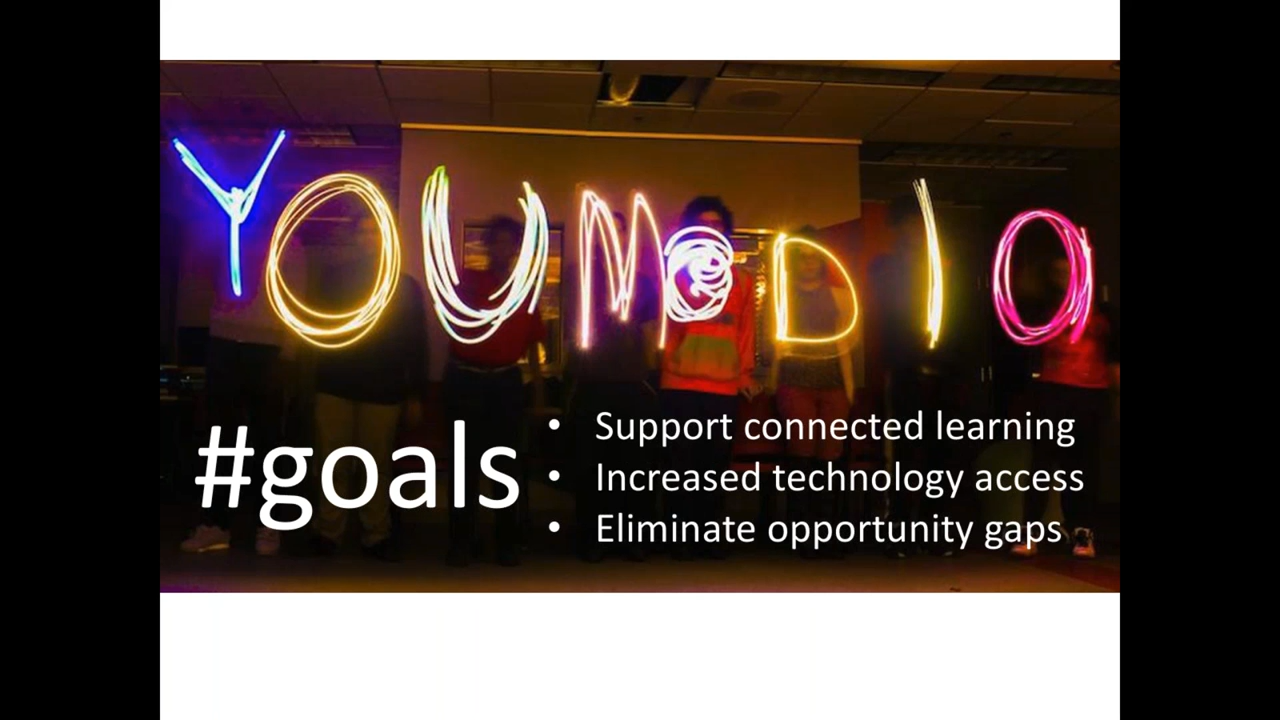 YOUMeDIa
#goals
• Support connected learning
• Increased technology access
• Eliminate opportunity gaps